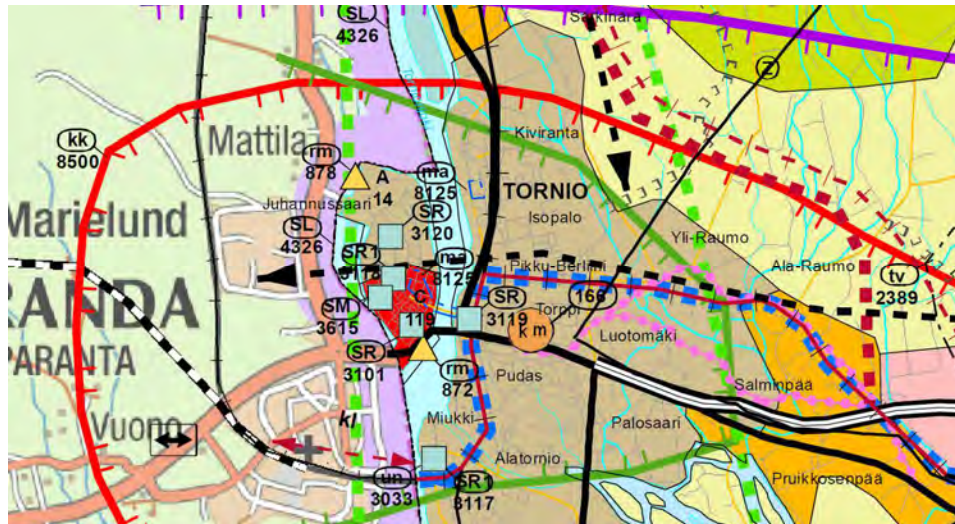 SL
4326
Särkinärä
Z
kk
8500
Mattila
Kiviranta
rm
878
A
14
ma
8125
TORNIO
Isopalo
Marielund
Juhannussaari
SR
3120
SL
4326
Yli-Raumo
SR1
3118
ma
8125
Pikku-Berliini
Ala-Raumo
tv
2389
RANDA
PARANTA
SM
3615
C
119
SR
3119
Torppi
166
k m
Luotomäki
SR
3101
rm
872
Pudas
Salminpää
Vuono
kl
Miukki
Palosaari
Alatornio
un
3033
SR1
3117
Pruikkosenpää